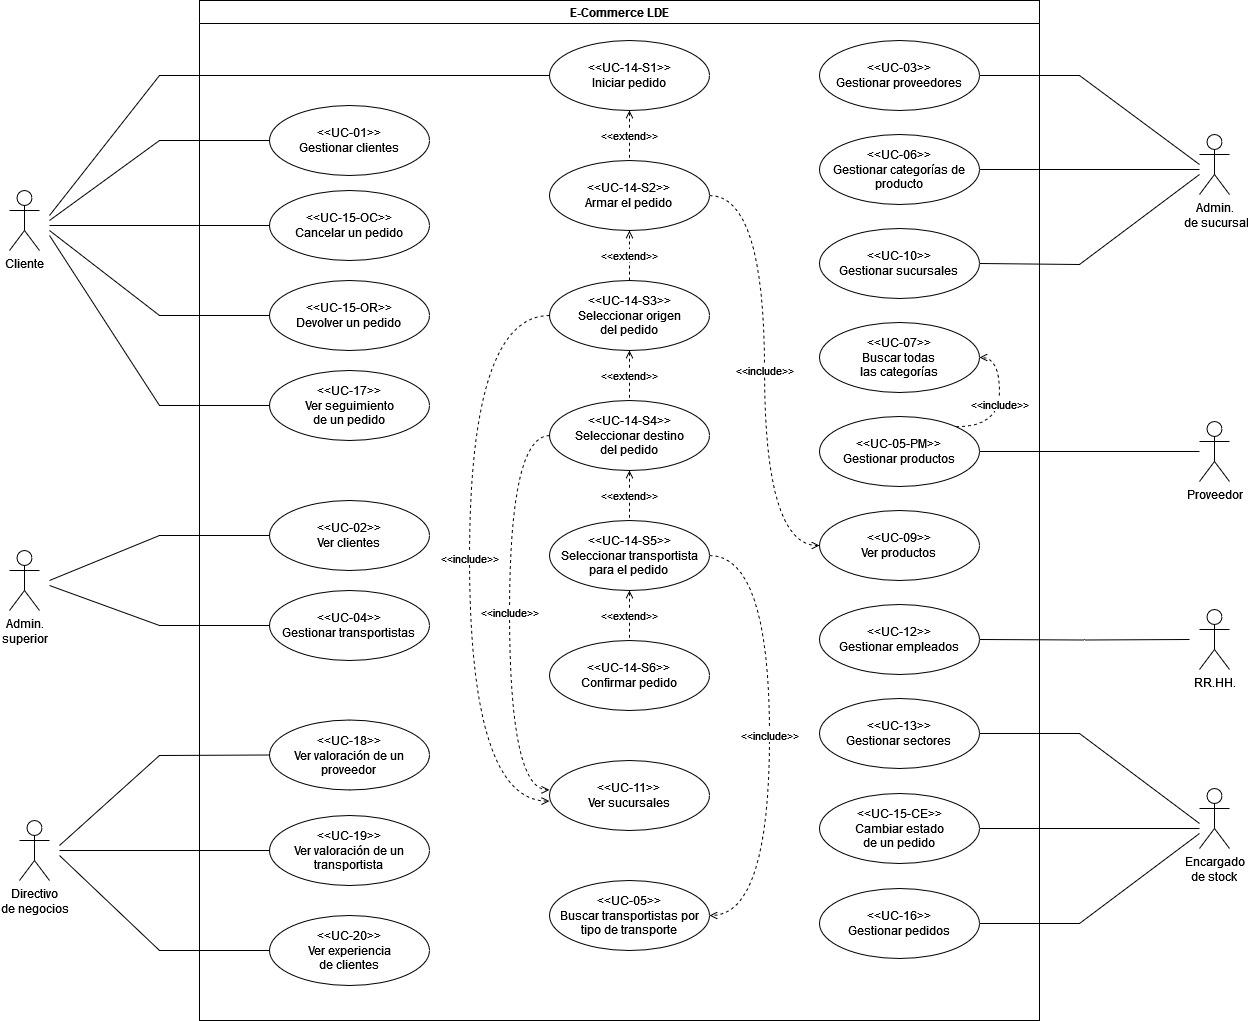 E-Commerce LDE
<<UC-14-S1>>
Iniciar pedido
<<extend>>
<<UC-14-S2>>
Armar el pedido
<<extend>>
<<UC-14-S3>>
Seleccionar origen
del pedido
<<extend>>
<<UC-14-S4>>
Seleccionar destino
del pedido
<<extend>>
<<UC-14-S5>>
Seleccionar transportista
para el pedido
<<extend>>
<<UC-14-S6>>
Confirmar pedido
<<include>>
<<include>>
<<include>>
<<include>>
<<UC-11>>
Ver sucursales
<<UC-05>>
Buscar transportistas por
tipo de transporte
Cliente
<<UC-01>>
Gestionar clientes
<<UC-15-OC>>
Cancelar un pedido
<<UC-15-OR>>
Devolver un pedido
<<UC-17>>
Ver seguimiento
de un pedido
Admin.
superior
<<UC-02>>
Ver clientes
<<UC-04>>
Gestionar transportistas
Directivo
de negocios
<<UC-18>>
Ver valoración de un
proveedor
<<UC-19>>
Ver valoración de un
transportista
<<UC-20>>
Ver experiencia
de clientes
<<UC-03>>
Gestionar proveedores
<<UC-06>>
Gestionar categorías de
producto
<<UC-10>>
Gestionar sucursales
Admin.
de sucursal
<<UC-07>>
Buscar todas
las categorías
<<include>>
<<UC-05-PM>>
Gestionar productos
Proveedor
<<UC-09>>
Ver productos
<<UC-12>>
Gestionar empleados
RR.HH.
<<UC-13>>
Gestionar sectores
<<UC-15-CE>>
Cambiar estado
de un pedido
<<UC-16>>
Gestionar pedidos
Encargado
de stock